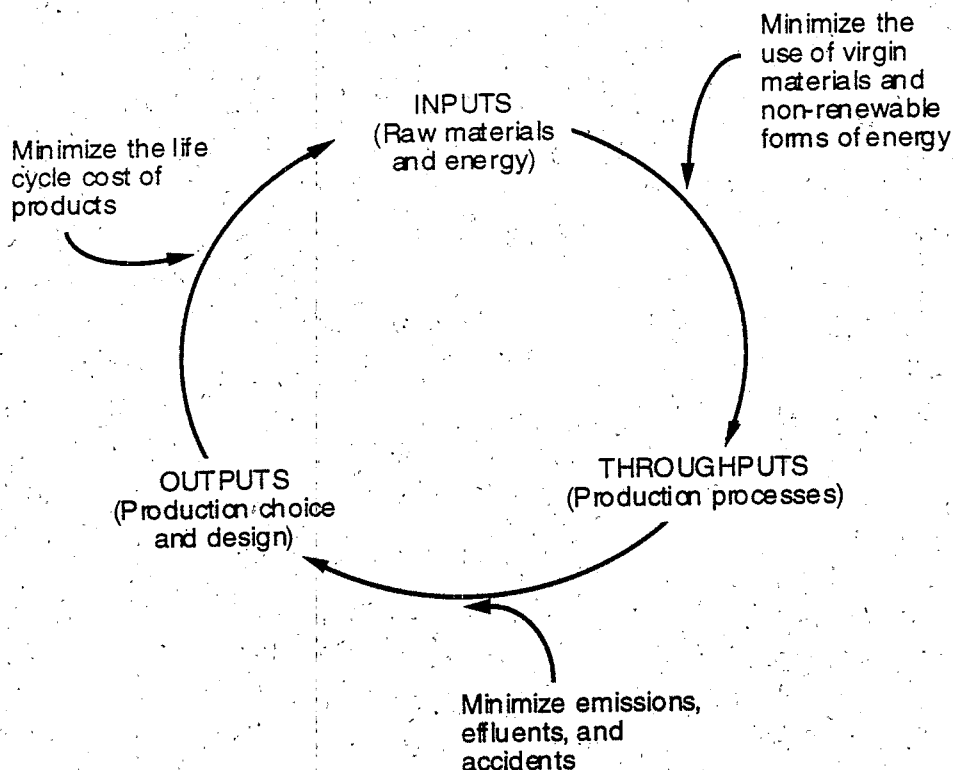 Minimize the
use of virgin
materials and
non-renewable
forms of energy
INPUTS
(Raw materials
and energy)
Minimize the life
cycle cost of
products
THROUGHPUTS
(Production processes)
OUTPUTS
(Production choice
and design)
Minimize emissions,
effluents, and
accidents